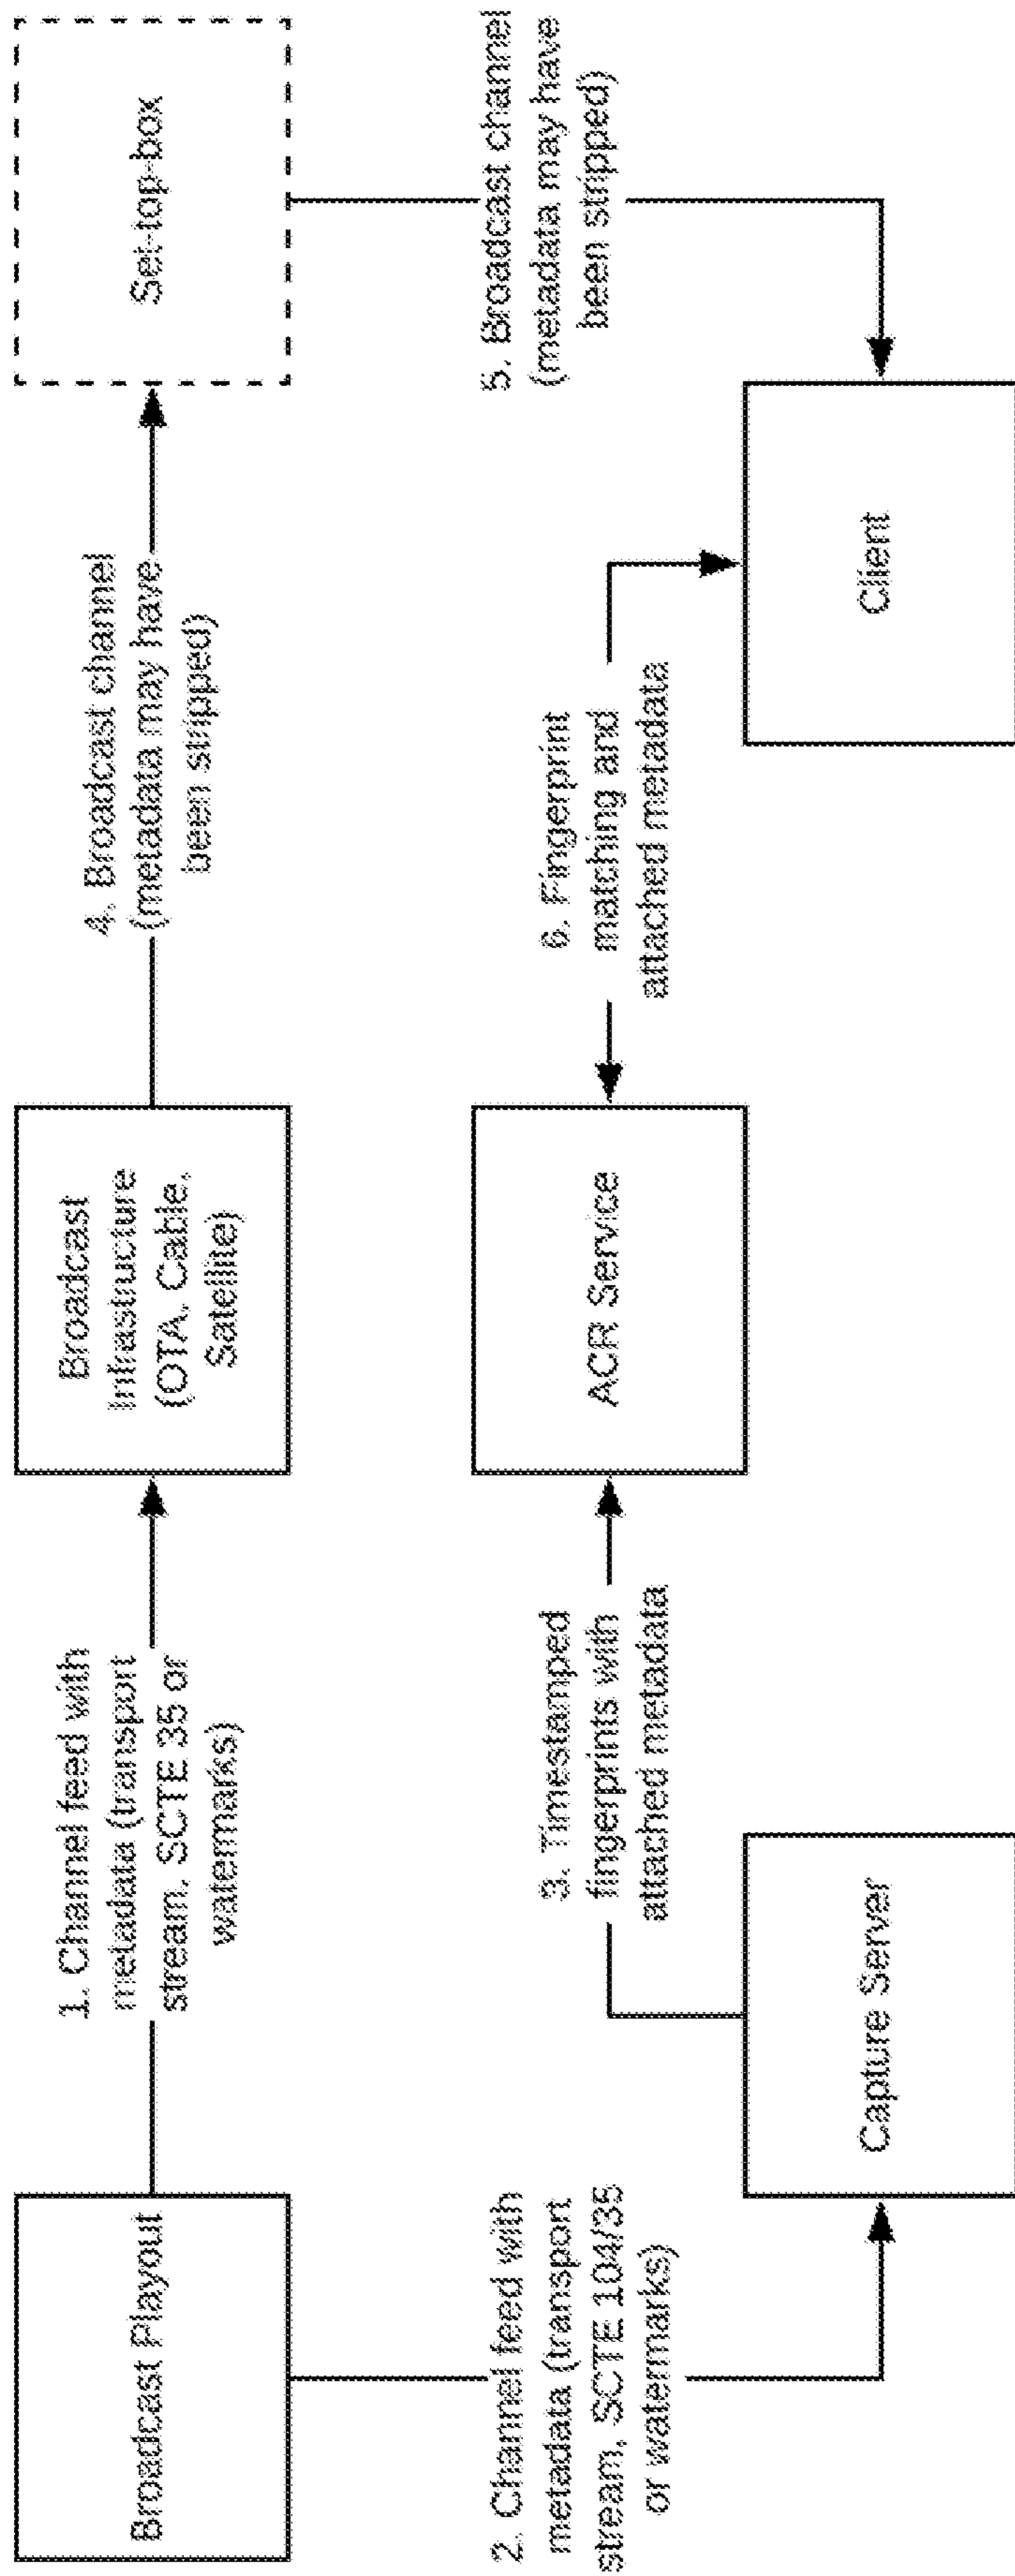 Broadcast Playout
1. Channel feed with
metadata (transport
stream, SCTE 35 or
watermarks)
Broadcast
Infrastructure
(OTA, Cable,
Satellite)
4. Broadcast channel
(metadata may have
been stripped)
Set-top-box
2. Channel feed with
metadata (transport
stream, SCTE 104/35
or watermarks)
Capture Server
3. Timestamped
fingerprints with
attached metadata
ACR Service
6. Fingerprint
matching and
attached metadata
Client
5. Broadcast channel
(metadata may have
been stripped)